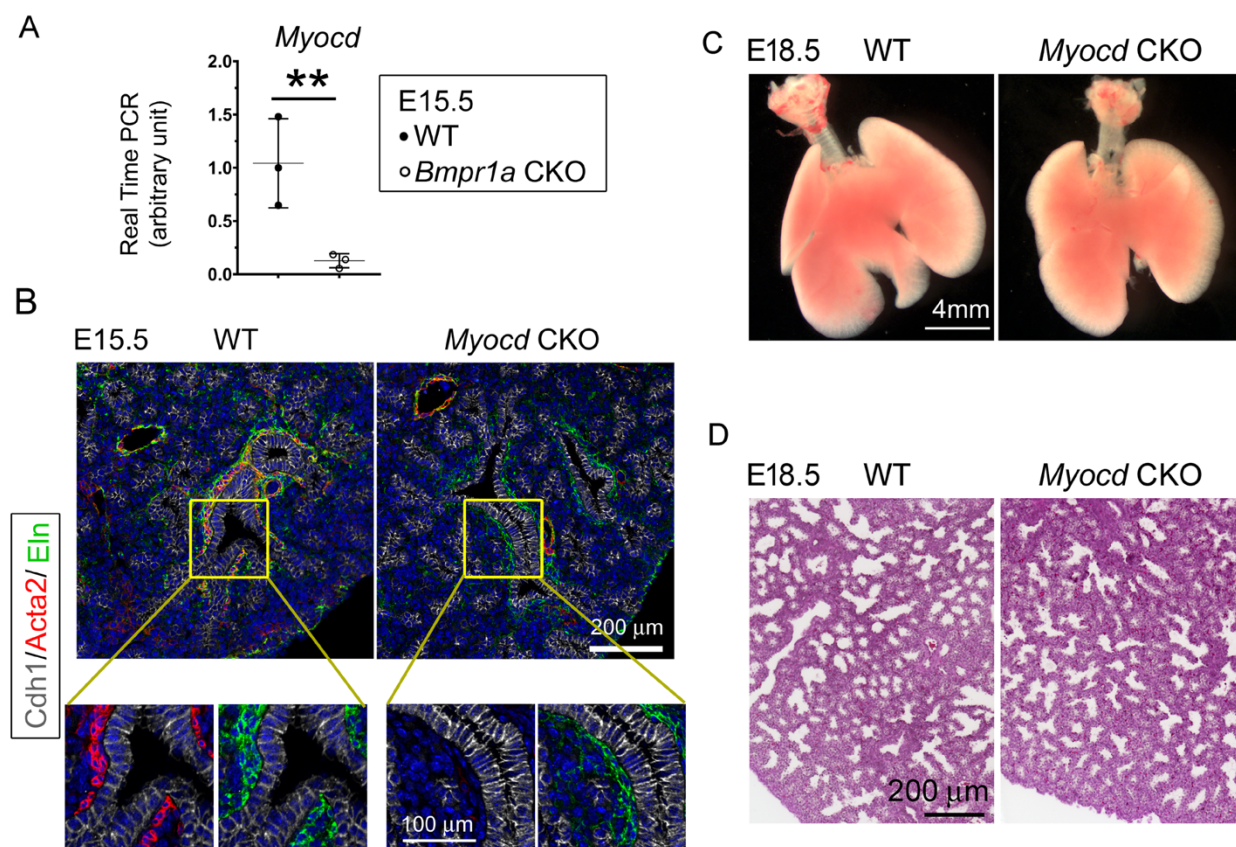 A
Myocd
2.0
1.5
1.0
0.5
0.0
Real Time PCR
(arbitrary unit)
**
E15.5
●WT
○Bmpr1a CKO
B
E15.5 WT Myocd CKO
Cdh1/Acta2/ Eln
200 μm
100 μm
C
E18.5 WT Myocd CKO
4mm
D
E18.5 WT Myocd CKO
200 μm